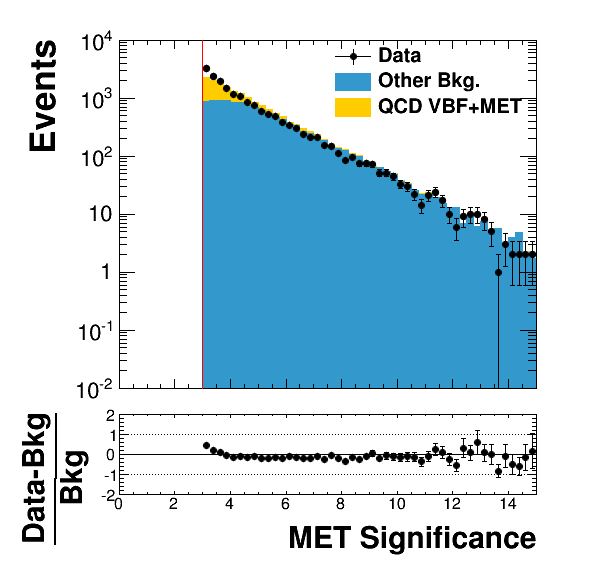 10^4
10^3
10^2
10
1
10^-1
10^-2
Events
Data
Other Bkg.
QCD VBF+MET
2
1
0
-1
-2
Data-Bkg
Bkg
0 2 4 6 8 10 12 14
MET Significance